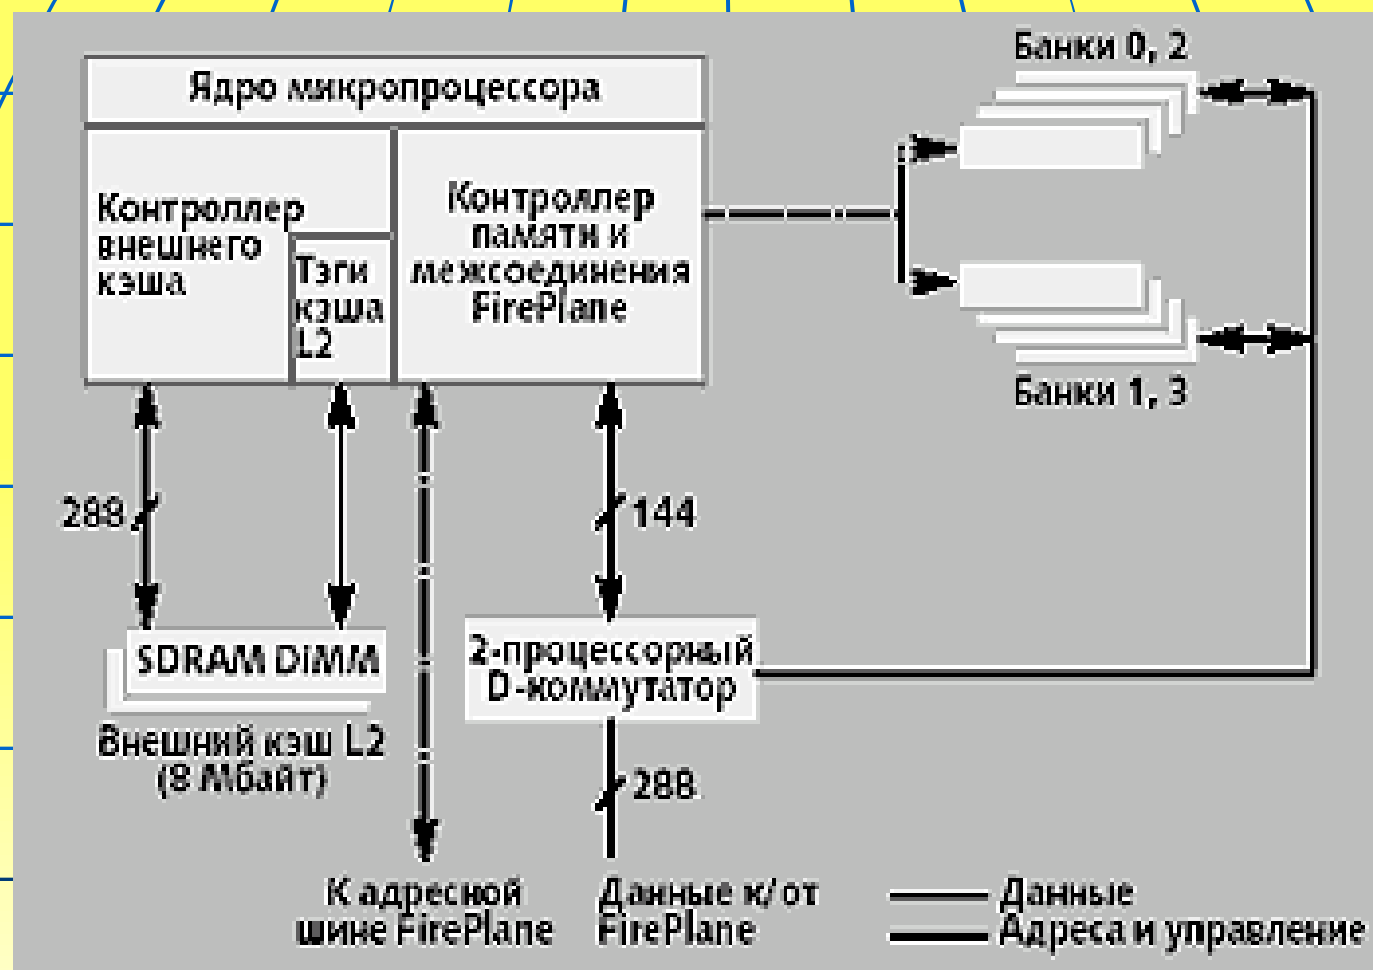 Банки 0, 2
Ядро микропроцессора
Контроллер
внешнего
кэша
Тэги
кэша
L2
Контроллер
памяти и
межсоединения
FirePlane
Банки 1, 3
288
144
SDRAM DiMM
2-процессорный
D-коммутатор
Внешний кэш L2
(8 Мбайт)
288
К адресной
шине FirePlane
Данные к/от
FirePlane
Данные
Адреса и управление